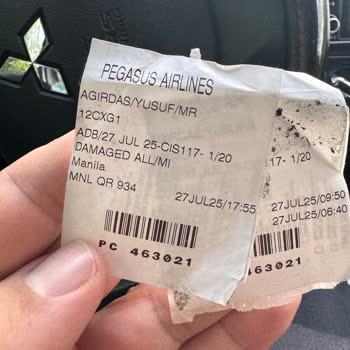 PEGASUS AIRLINES
AGIRDAS/YUSUF/MR
12CXG1
ADB/27 JUL 25-CIS117- 1/20
DAMAGED ALL/MI
Manila
MNL QR 934
27JUL25/17:55
PC 463021
117- 1/20
27JUL25/09:50
27JUL25/06:40
463021